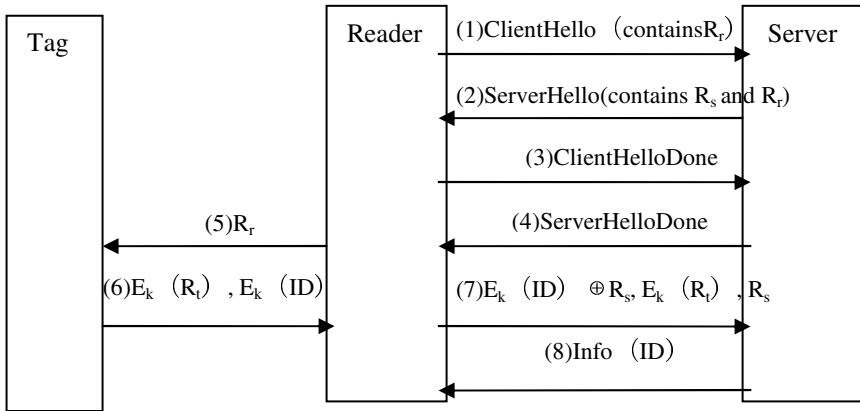 Tag
Reader
Server
(1)ClientHello （containsRr）
(2)ServerHello(contains Rs and Rr)
(3)ClientHelloDone
(4)ServerHelloDone
(5)Rr
(6)Ek （Rt）, Ek （ID）
(7)Ek （ID） ⊕Rs, Ek （Rt）, Rs
(8)Info （ID）